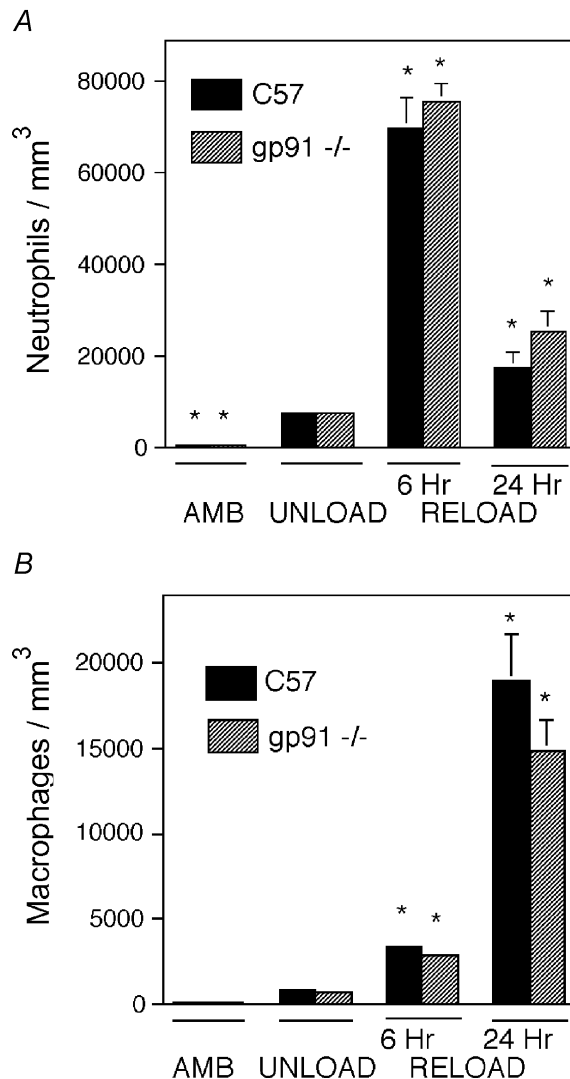 A
Neutrophils / mm³
80000
60000
40000
20000
0
C57
gp91 -/-
* *
* *
* *
6 Hr 24 Hr
AMB UNLOAD RELOAD
B
Macrophages / mm³
20000
15000
10000
5000
0
C57
gp91 -/-
* *
* *
6 Hr 24 Hr
AMB UNLOAD RELOAD